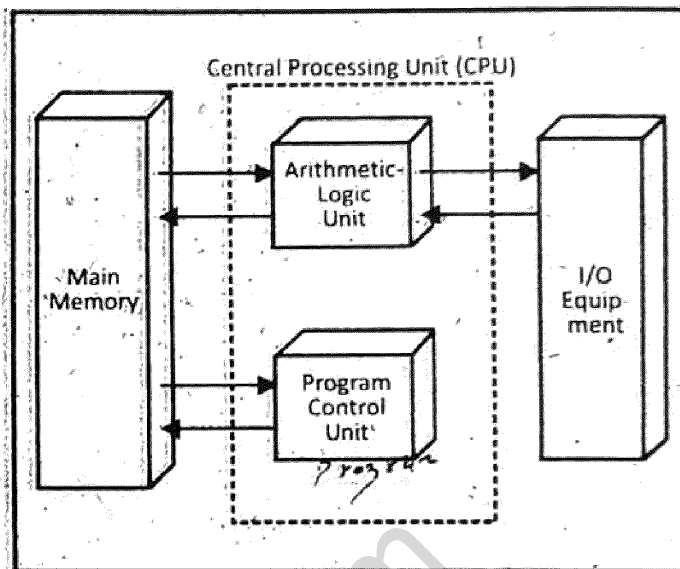 Central Processing Unit (CPU)
Main
Memory
Arithmetic-
Logic
Unit
Program
Control
Unit
I/O
Equip
ment